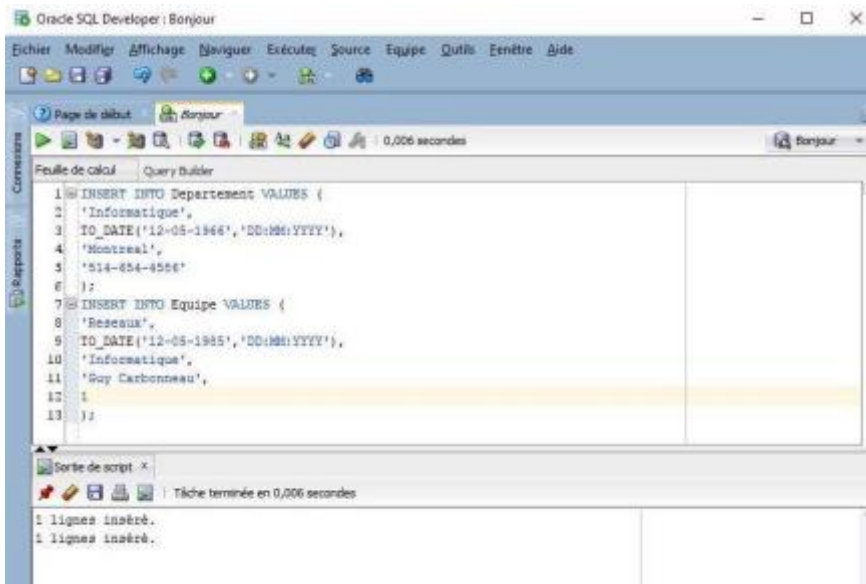 Oracle SQL Developer : Bonjour
Fichier Modifier Affichage Naviguer Exécuter Source Equipe Outils Fenêtre Aide
Page de début
Bonjour
0,006 secondes
Bonjour
Connexions
Rapports
Feuille de calcul Query Builder
1 INSERT INTO Departement VALUES (
2 'Informatique',
3 TO_DATE('12-05-1966','DD:MM:YYYY'),
4 'Montreal',
5 '514-654-4556'
6 );
7 INSERT INTO Equipe VALUES (
8 'Reseaux',
9 TO_DATE('12-05-1985','DD:MM:YYYY'),
10 'Informatique',
11 'Guy Carbonneau',
12 1
13 );
Sortie de script
Tâche terminée en 0,006 secondes
1 lignes inséré.
1 lignes inséré.